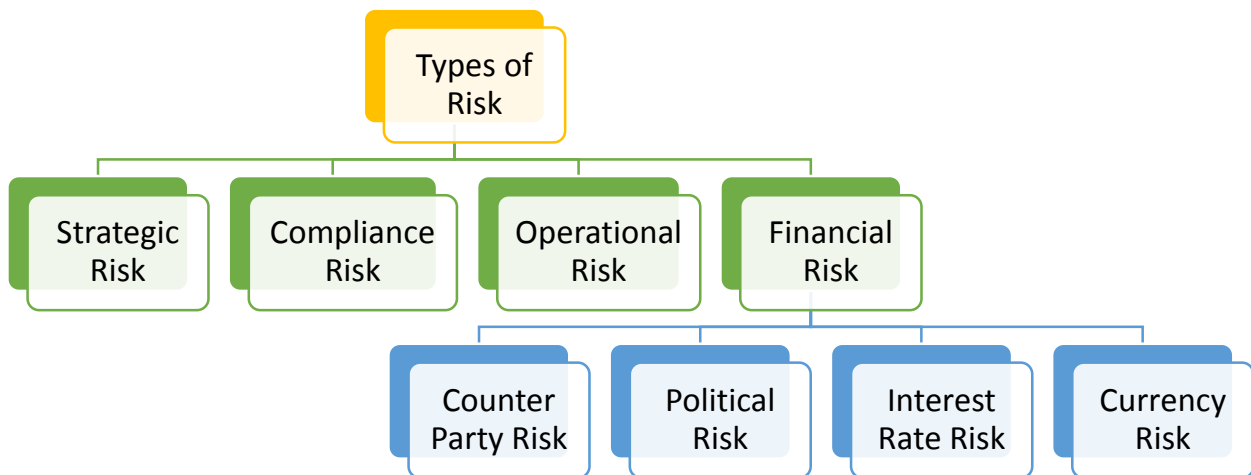 Types of
Risk
Strategic
Risk
Compliance
Risk
Operational
Risk
Financial
Risk
Counter
Party Risk
Political
Risk
Interest
Rate Risk
Currency
Risk